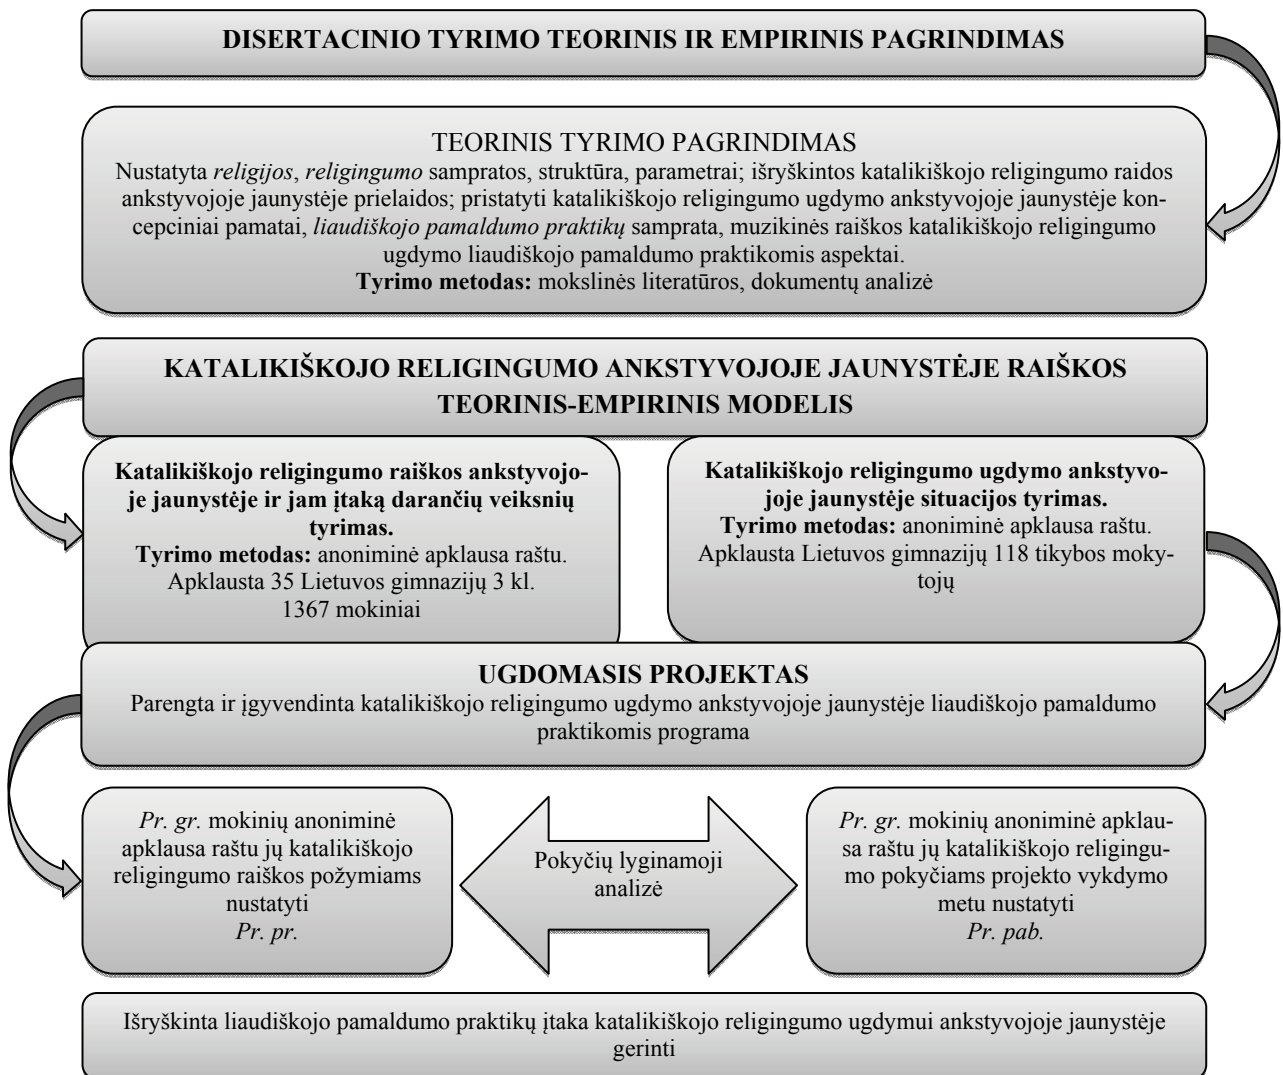 DISERTACINIO TYRIMO TEORINIS IR EMPIRINIS PAGRINDIMAS
TEORINIS TYRIMO PAGRINDIMAS
Nustatyta religijos, religingumo sampratos, struktūra, parametrai; išryškintos katalikiškojo religingumo raidos
ankstyvojoje jaunystėje prielaidos; pristatyti katalikiškojo religingumo ugdymo ankstyvojoje jaunystėje kon-
cepciniai pamatai, liaudiškojo pamaldumo praktikų samprata, muzikinės raiškos katalikiškojo religingumo
ugdymo liaudiškojo pamaldumo praktikomis aspektai.
Tyrimo metodas: mokslinės literatūros, dokumentų analizė
KATALIKIŠKOJO RELIGINGUMO ANKSTYVOJOJE JAUNYSTĖJE RAIŠKOS
TEORINIS-EMPIRINIS MODELIS
Katalikiškojo religingumo raiškos ankstyvojo-
je jaunystėje ir jam įtaką darančių veiksnių
tyrimas.
Tyrimo metodas: anoniminė apklausa raštu.
Apklausta 35 Lietuvos gimnazijų 3 kl.
1367 mokiniai
Katalikiškojo religingumo ugdymo ankstyvo-
joje jaunystėje situacijos tyrimas.
Tyrimo metodas: anoniminė apklausa raštu.
Apklausta Lietuvos gimnazijų 118 tikybos moky-
tojų
UGDOMASIS PROJEKTAS
Parengta ir įgyvendinta katalikiškojo religingumo ugdymo ankstyvojoje jaunystėje liaudiškojo pamaldumo
praktikomis programa
Pr. gr. mokinių anoniminė
apklausa raštu jų katalikiškojo
religingumo raiškos požymiams
nustatyti
Pr. pr.
Pokyčių lyginamoji
analizė
Pr. gr. mokinių anoniminė apklau-
sa raštu jų katalikiškojo religingu-
mo pokyčiams projekto vykdymo
metu nustatyti
Pr. pab.
Išryškinta liaudiškojo pamaldumo praktikų įtaka katalikiškojo religingumo ugdymui ankstyvojoje jaunystėje
gerinti